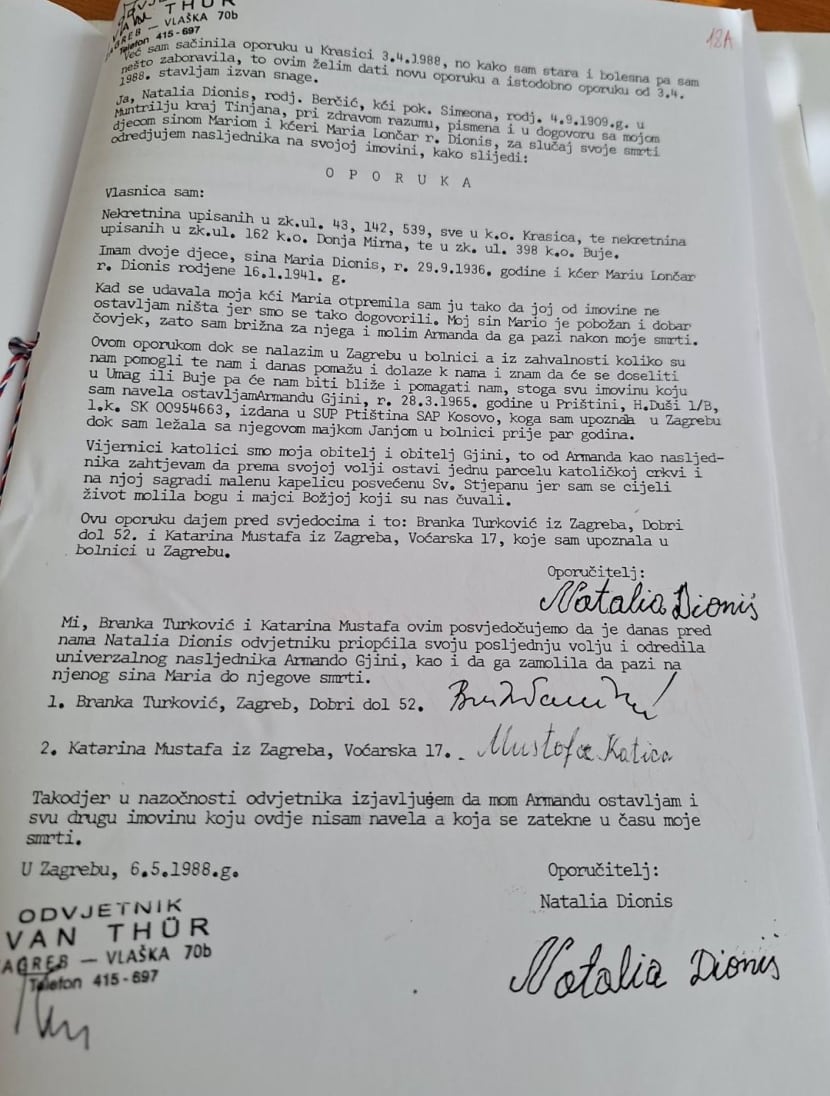 ODVJETNIK
VAN THÜR
ZAGREB — VLAŠKA 70b
Telefon 415-697
18A
Već sam sačinila oporuku u Krasici 3.4.1988, no kako sam stara i bolesna pa sam
nešto zaboravila, to ovim želim dati novu oporuku a istodobno oporuku od 3.4.
1988. stavljam izvan snage.
Ja, Natalia Dionis, rodj. Berčić, kći pok. Simeona, rodj. 4.9.1909.g. u
Muntrilju kraj Tinjana, pri zdravom razumu, pismena i u dogovoru sa mojom
djecom sinom Mariom i kćeri Maria Lončar r. Dionis, za slučaj svoje smrti
odredjujem nasljednika na svojoj imovini, kako slijedi:
O P O R U K A
Vlasnica sam:
Nekretnina upisanih u zk.ul. 43, 142, 539, sve u k.o. Krasica, te nekretnina
upisanih u zk.ul. 162 k.o. Donja Mirna, te u zk. ul. 398 k.o. Buje.
Imam dvoje djece, sina Maria Dionis, r. 29.9.1936. godine i kćer Mariu Lončar
r. Dionis rodjene 16.1.1941. g.
Kad se udavala moja kći Maria otpremila sam ju tako da joj od imovine ne
ostavljam ništa jer smo se tako dogovorili. Moj sin Mario je pobožan i dobar
čovjek, zato sam brižna za njega i molim Armanda da ga pazi nakon moje smrti.
Ovom oporukom dok se nalazim u Zagrebu u bolnici a iz zahvalnosti koliko su
nam pomogli te nam i danas pomažu i dolaze k nama i znam da će se doseliti
u Umag ili Buje pa će nam biti bliže i pomagati nam, stoga svu imovinu koju
sam navela ostavljamArmandu Gjini, r. 28.3.1965. godine u Prištini, H.Duši 1/B,
l.k. SK 00954663, izdana u SUP Ptiština SAP Kosovo, koga sam upoznala u Zagrebu
dok sam ležala sa njegovom majkom Janjom u bolnici prije par godina.
Vijernici katolici smo moja obitelj i obitelj Gjini, to od Armanda kao nasljed-
nika zahtjevam da prema svojoj volji ostavi jednu parcelu katoličkoj crkvi i
na njoj sagradi malenu kapelicu posvećenu Sv. Stjepanu jer sam se cijeli
život molila bogu i majci Božjoj koji su nas čuvali.
Ovu oporuku dajem pred svjedocima i to: Branka Turković iz Zagreba, Dobri
dol 52. i Katarina Mustafa iz Zagreba, Voćarska 17, koje sam upoznala u
bolnici u Zagrebu.
Oporučitelj:
Natalia Dionis
Mi, Branka Turković i Katarina Mustafa ovim posvjedočujemo da je danas pred
nama Natalia Dionis odvjetniku priopćila svoju posljednju volju i odredila
univerzalnog nasljednika Armando Gjini, kao i da ga zamolila da pazi na
njenog sina Maria do njegove smrti.
1. Branka Turković, Zagreb, Dobri dol 52.
2. Katarina Mustafa iz Zagreba, Voćarska 17. Mustafa Katica
Takodjer u nazočnosti odvjetnika izjavljujem da mom Armandu ostavljam i
svu drugu imovinu koju ovdje nisam navela a koja se zatekne u času moje
smrti.
U Zagrebu, 6.5.1988.g.
Oporučitelj:
Natalia Dionis
Natalia Dionis
ODVJETNIK
VAN THÜR
AGREB — VLAŠKA 70b
Telefon 415-697